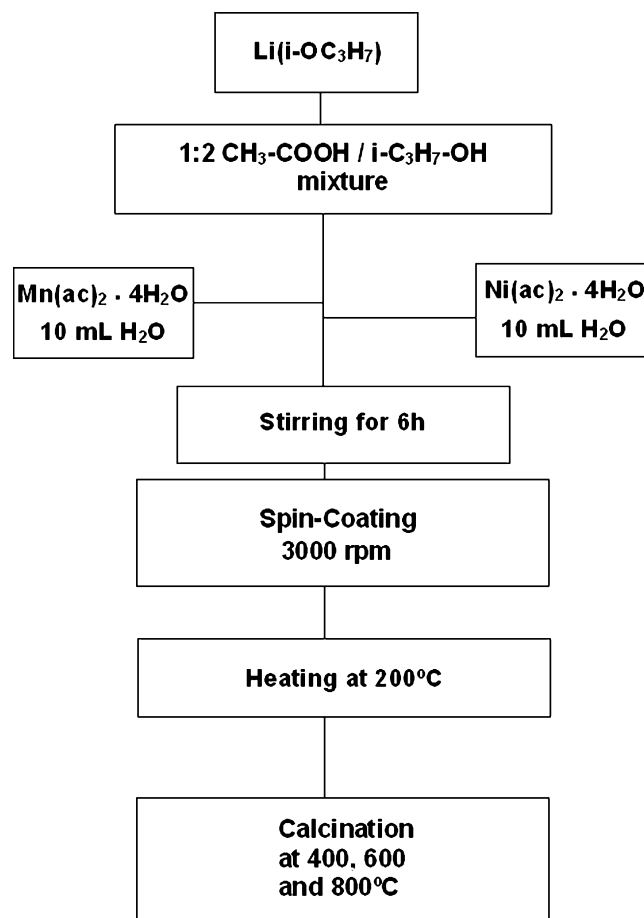 Li(i-OC₃H₇)
1:2 CH₃-COOH / i-C₃H₇-OH
mixture
Mn(ac)₂ . 4H₂O
10 mL H₂O
Ni(ac)₂ . 4H₂O
10 mL H₂O
Stirring for 6h
Spin-Coating
3000 rpm
Heating at 200ºC
Calcination
at 400, 600
and 800ºC